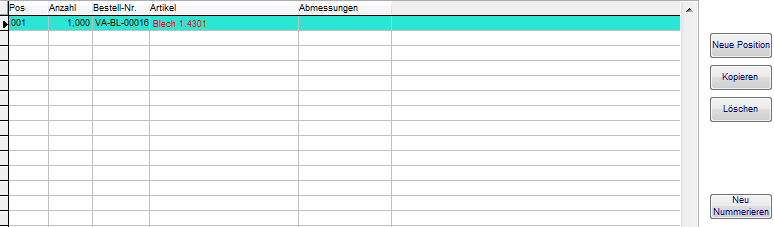 Pos Anzahl Bestell-Nr. Artikel Abmessungen
001 1,000 VA-BL-00016 Blech 1.4301
Neue Position
Kopieren
Löschen
Neu
Nummerieren